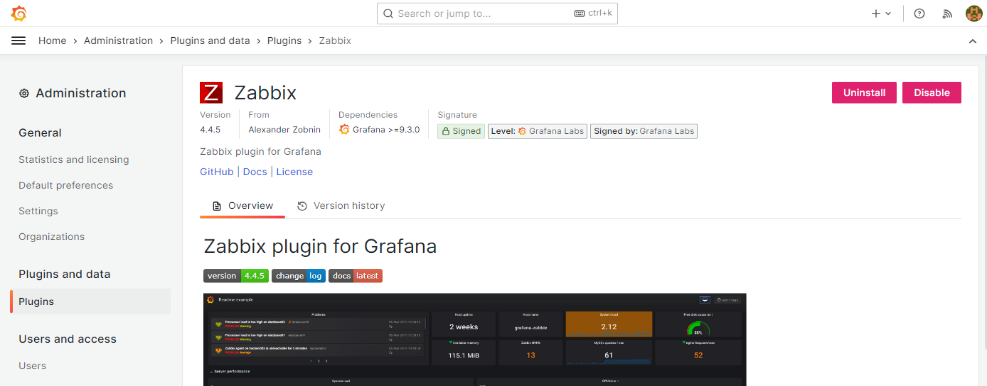 Search or jump to... ctrl+k
Home > Administration > Plugins and data > Plugins > Zabbix
Administration
General
Statistics and licensing
Default preferences
Settings
Organizations
Plugins and data
Plugins
Users and access
Users
Z Zabbix
Uninstall Disable
Version From Dependencies Signature
4.4.5 Alexander Zobnin Grafana >=9.3.0 Signed Level: Grafana Labs Signed by: Grafana Labs
Zabbix plugin for Grafana
GitHub | Docs | License
Overview Version history
Zabbix plugin for Grafana
version 4.4.5 change log docs latest
2 weeks grafana-zabbix 2.12
115.1 MiB 13 61 52
Server performance